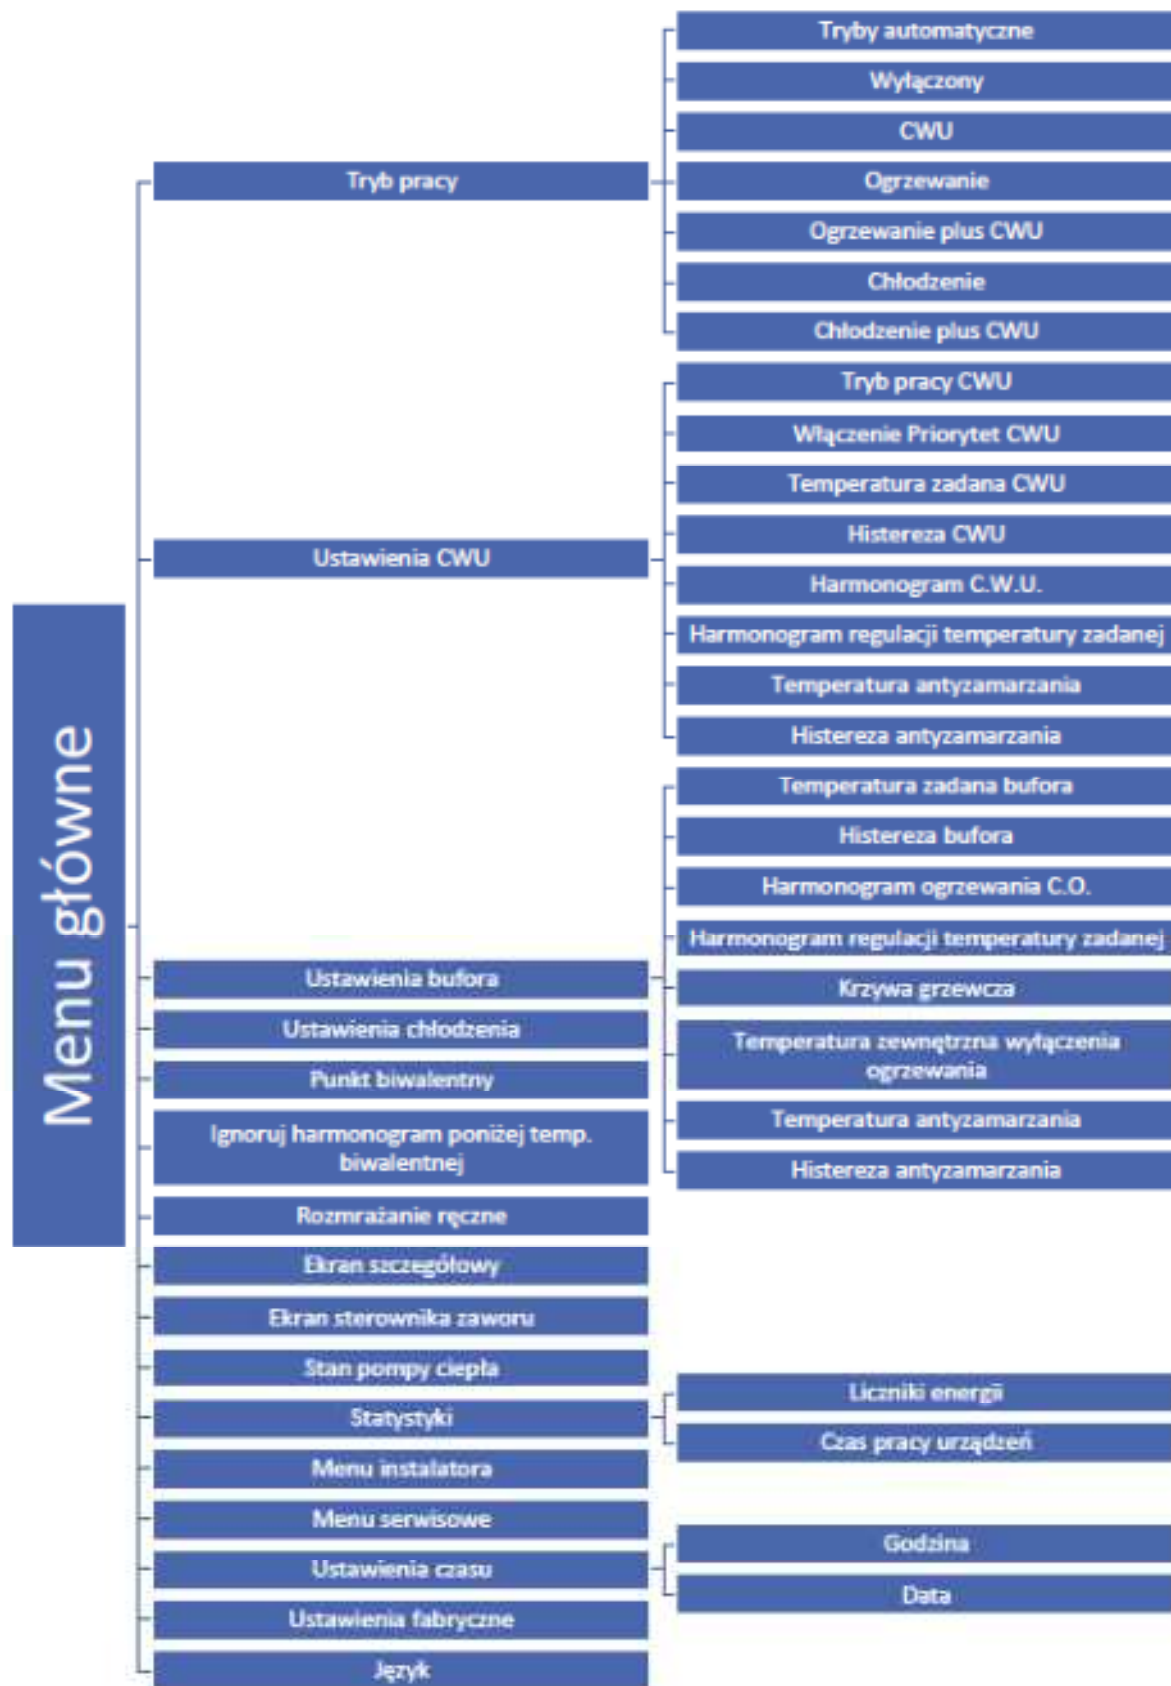 Menu główne
Tryb pracy
Tryby automatyczne
Wyłączony
CWU
Ogrzewanie
Ogrzewanie plus CWU
Chłodzenie
Chłodzenie plus CWU
Ustawienia CWU
Tryb pracy CWU
Włączenie Priorytet CWU
Temperatura zadana CWU
Histereza CWU
Harmonogram C.W.U.
Harmonogram regulacji temperatury zadanej
Temperatura antyzamarzania
Histereza antyzamarzania
Ustawienia bufora
Temperatura zadana bufora
Histereza bufora
Harmonogram ogrzewania C.O.
Harmonogram regulacji temperatury zadanej
Krzywa grzewcza
Temperatura zewnętrzna wyłączenia
ogrzewania
Temperatura antyzamarzania
Histereza antyzamarzania
Ustawienia chłodzenia
Punkt biwalentny
Ignoruj harmonogram poniżej temp.
biwalentnej
Rozmrażanie ręczne
Ekran szczegółowy
Ekran sterownika zaworu
Stan pompy ciepła
Statystyki
Liczniki energii
Czas pracy urządzeń
Menu instalatora
Menu serwisowe
Ustawienia czasu
Godzina
Data
Ustawienia fabryczne
Język